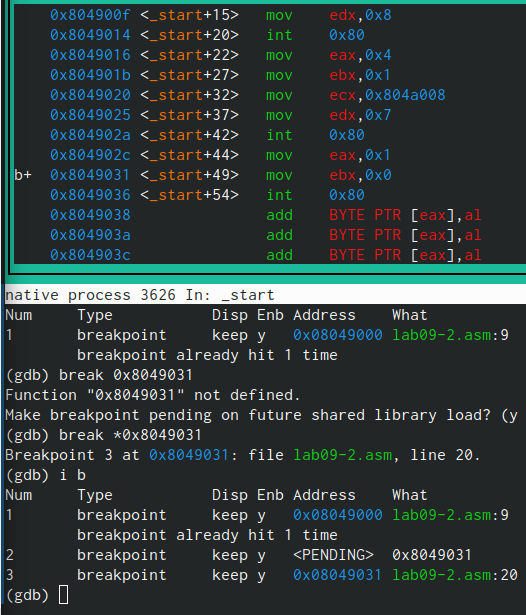 0x804900f <_start+15> mov edx,0x8
0x8049014 <_start+20> int 0x80
0x8049016 <_start+22> mov eax,0x4
0x804901b <_start+27> mov ebx,0x1
0x8049020 <_start+32> mov ecx,0x804a008
0x8049025 <_start+37> mov edx,0x7
0x804902a <_start+42> int 0x80
0x804902c <_start+44> mov eax,0x1
b+ 0x8049031 <_start+49> mov ebx,0x0
0x8049036 <_start+54> int 0x80
0x8049038 add BYTE PTR [eax],al
0x804903a add BYTE PTR [eax],al
0x804903c add BYTE PTR [eax],al
native process 3626 In: _start
Num Type Disp Enb Address What
1 breakpoint keep y 0x08049000 lab09-2.asm:9
breakpoint already hit 1 time
(gdb) break 0x8049031
Function "0x8049031" not defined.
Make breakpoint pending on future shared library load? (y
(gdb) break *0x8049031
Breakpoint 3 at 0x8049031: file lab09-2.asm, line 20.
(gdb) i b
Num Type Disp Enb Address What
1 breakpoint keep y 0x08049000 lab09-2.asm:9
breakpoint already hit 1 time
2 breakpoint keep y <PENDING> 0x8049031
3 breakpoint keep y 0x08049031 lab09-2.asm:20
(gdb)